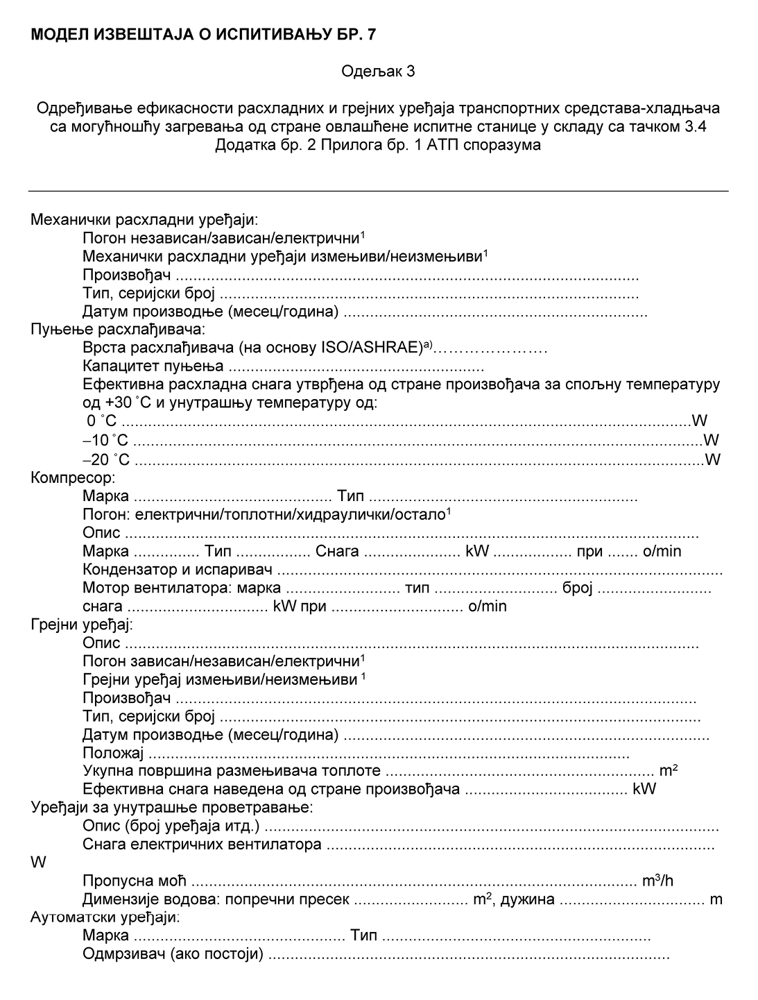 МОДЕЛ ИЗВЕШТАЈА О ИСПИТИВАЊУ БР. 7
Одељак 3
Одређивање ефикасности расхладних и грејних уређаја транспортних средстава-хладњача
са могућношћу загревања од стране овлашћене испитне станице у складу са тачком 3.4
Додатка бр. 2 Прилога бр. 1 АТП споразума
Механички расхладни уређаји:
Погон независан/зависан/електрични¹
Механички расхладни уређаји измењиви/неизмењиви¹
Произвођач ..........................................................................................................
Тип, серијски број ................................................................................................
Датум производње (месец/година) .....................................................................
Пуњење расхлађивача:
Врста расхлађивача (на основу ISO/ASHRAE)ᵃ⁾………………….
Капацитет пуњења ..........................................................
Ефективна расхладна снага утврђена од стране произвођача за спољну температуру
од +30 ˚C и унутрашњу температуру од:
0 ˚C ..................................................................................................................................W
−10 ˚C ..................................................................................................................................W
−20 ˚C ..................................................................................................................................W
Компресор:
Марка ............................................. Тип .............................................................
Погон: електрични/топлотни/хидраулички/остало¹
Опис ..................................................................................................................................
Марка ............... Тип ................. Снага ...................... kW .................. при ....... o/min
Кондензатор и испаривач ......................................................................................................
Мотор вентилатора: марка .......................... тип ............................ број ..........................
снага ................................ kW при .............................. o/min
Грејни уређај:
Опис ..................................................................................................................................
Погон зависан/независан/електрични¹
Грејни уређај измењиви/неизмењиви ¹
Произвођач .......................................................................................................................
Тип, серијски број ..............................................................................................................
Датум производње (месец/година) ...................................................................................
Положај ..............................................................................................................
Укупна површина размењивача топлоте ............................................................. m²
Ефективна снага наведена од стране произвођача ..................................... kW
Уређаји за унутрашње проветравање:
Опис (број уређаја итд.) ........................................................................................................
Снага електричних вентилатора ........................................................................................
W
Пропусна моћ ..................................................................................................... m³/h
Димензије водова: попречни пресек .......................... m², дужина ................................. m
Аутоматски уређаји:
Марка ................................................ Тип .............................................................
Одмрзивач (ако постоји) ...........................................................................................